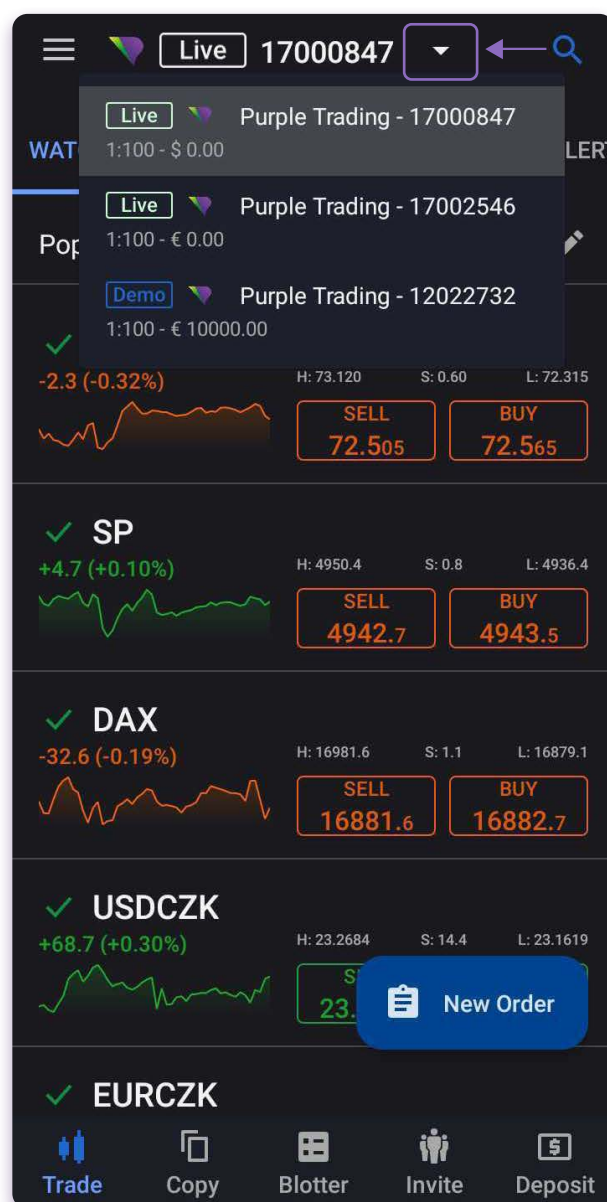 Live 17000847
Live Purple Trading - 17000847
1:100 - $ 0.00
Live Purple Trading - 17002546
1:100 - € 0.00
Demo Purple Trading - 12022732
1:100 - € 10000.00
-2.3 (-0.32%) H: 73.120 S: 0.60 L: 72.315
SELL BUY
72.505 72.565
SP
+4.7 (+0.10%) H: 4950.4 S: 0.8 L: 4936.4
SELL BUY
4942.7 4943.5
DAX
-32.6 (-0.19%) H: 16981.6 S: 1.1 L: 16879.1
SELL BUY
16881.6 16882.7
USDCZK
+68.7 (+0.30%) H: 23.2684 S: 14.4 L: 23.1619
23.
New Order
EURCZK
Trade Copy Blotter Invite Deposit